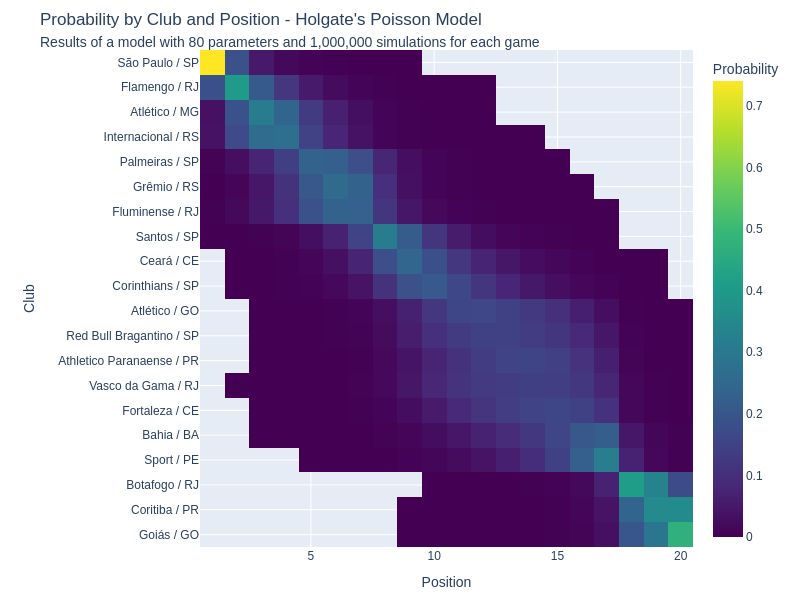 Probability by Club and Position - Holgate's Poisson Model
Results of a model with 80 parameters and 1,000,000 simulations for each game
Probability
São Paulo / SP
Flamengo / RJ
Atlético / MG
Internacional / RS
Palmeiras / SP
Grêmio / RS
Fluminense / RJ
Santos / SP
Ceará / CE
Corinthians / SP
Atlético / GO
Red Bull Bragantino / SP
Athletico Paranaense / PR
Vasco da Gama / RJ
Fortaleza / CE
Bahia / BA
Sport / PE
Botafogo / RJ
Coritiba / PR
Goiás / GO
Club
5
10
15
20
Position
0.7
0.6
0.5
0.4
0.3
0.2
0.1
0